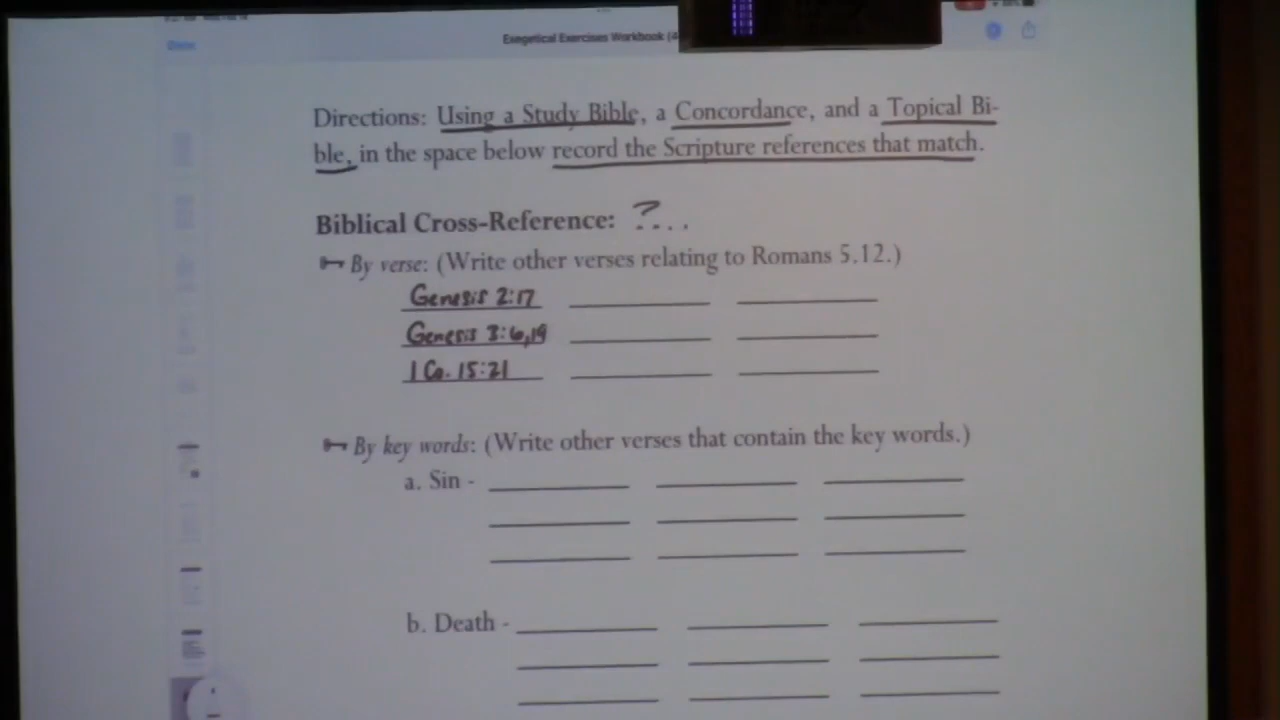 Done
Exegetical Exercises Workbook (4
Directions: Using a Study Bible, a Concordance, and a Topical Bi-
ble, in the space below record the Scripture references that match.
Biblical Cross-Reference: ?....
By verse: (Write other verses relating to Romans 5.12.)
Genesis 2:17
Genesis 3:6,19
1 Co. 15:21
By key words: (Write other verses that contain the key words.)
a. Sin -
b. Death -